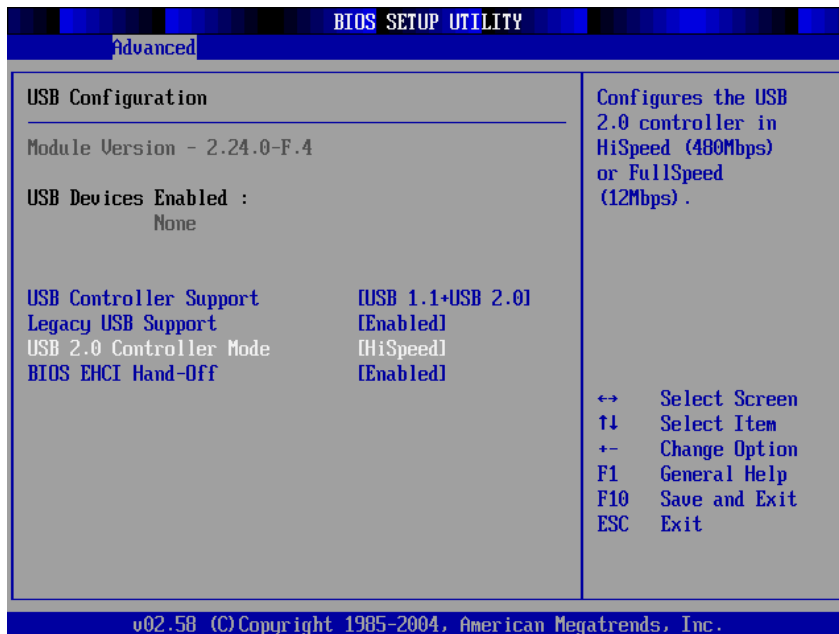 BIOS SETUP UTILITY
Advanced
USB Configuration
Module Version - 2.24.0-F.4
USB Devices Enabled :
None
USB Controller Support [USB 1.1+USB 2.0]
Legacy USB Support [Enabled]
USB 2.0 Controller Mode [HiSpeed]
BIOS EHCI Hand-Off [Enabled]
Configures the USB
2.0 controller in
HiSpeed (480Mbps)
or FullSpeed
(12Mbps).
↔ Select Screen
↑↓ Select Item
+- Change Option
F1 General Help
F10 Save and Exit
ESC Exit
v02.58 (C)Copyright 1985-2004, American Megatrends, Inc.